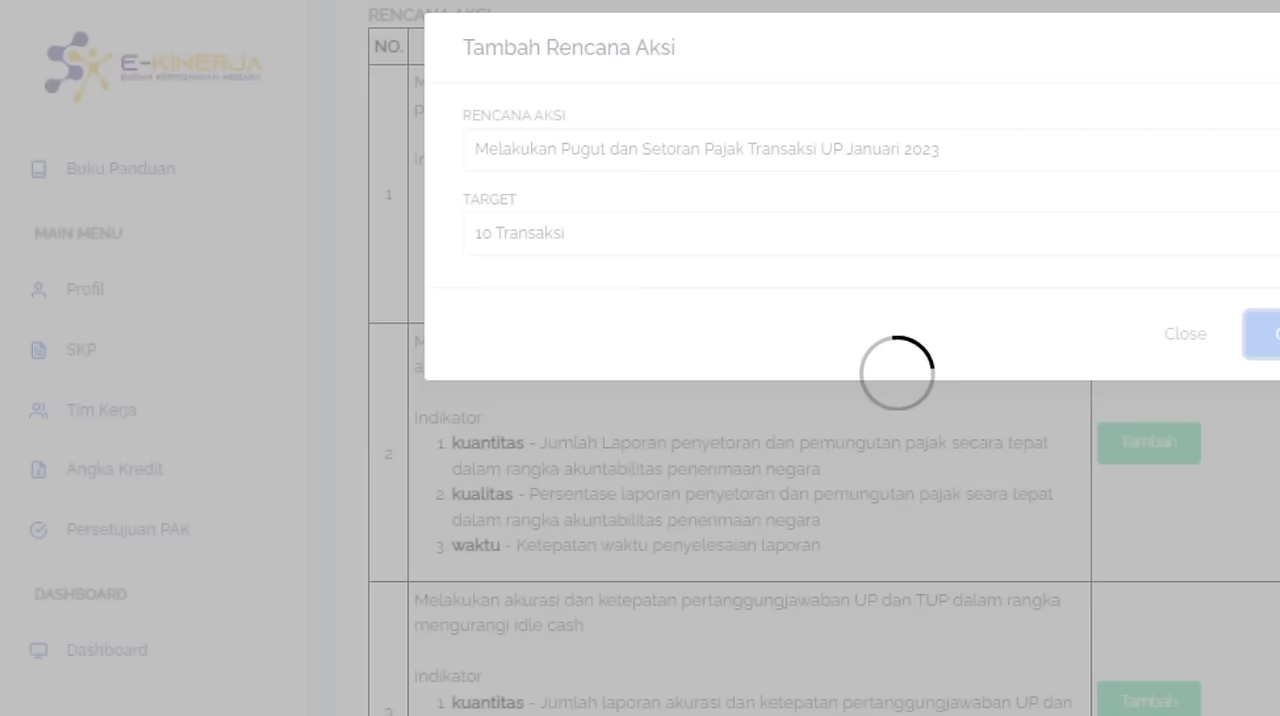 RENCANA AKSI
E-KINERJA
BADAN KEPEGAWAIAN NEGARA
Buku Panduan
MAIN MENU
Profil
SKP
Tim Kerja
Angka Kredit
Persetujuan PAK
DASHBOARD
Dashboard
NO.
Tambah Rencana Aksi
RENCANA AKSI
Melakukan Pugut dan Setoran Pajak Transaksi UP Januari 2023
TARGET
10 Transaksi
Close
1
2
Indikator
1. kuantitas - Jumlah Laporan penyetoran dan pemungutan pajak secara tepat
dalam rangka akuntabilitas penerimaan negara
2. kualitas - Persentase laporan penyetoran dan pemungutan pajak seara tepat
dalam rangka akuntabilitas penerimaan negara
3. waktu - Ketepatan waktu penyelesaian laporan
Tambah
3
Melakukan akurasi dan ketepatan pertanggungjawaban UP dan TUP dalam rangka
mengurangi idle cash
Indikator
1. kuantitas - Jumlah laporan akurasi dan ketepatan pertanggungjawaban UP dan
Tambah